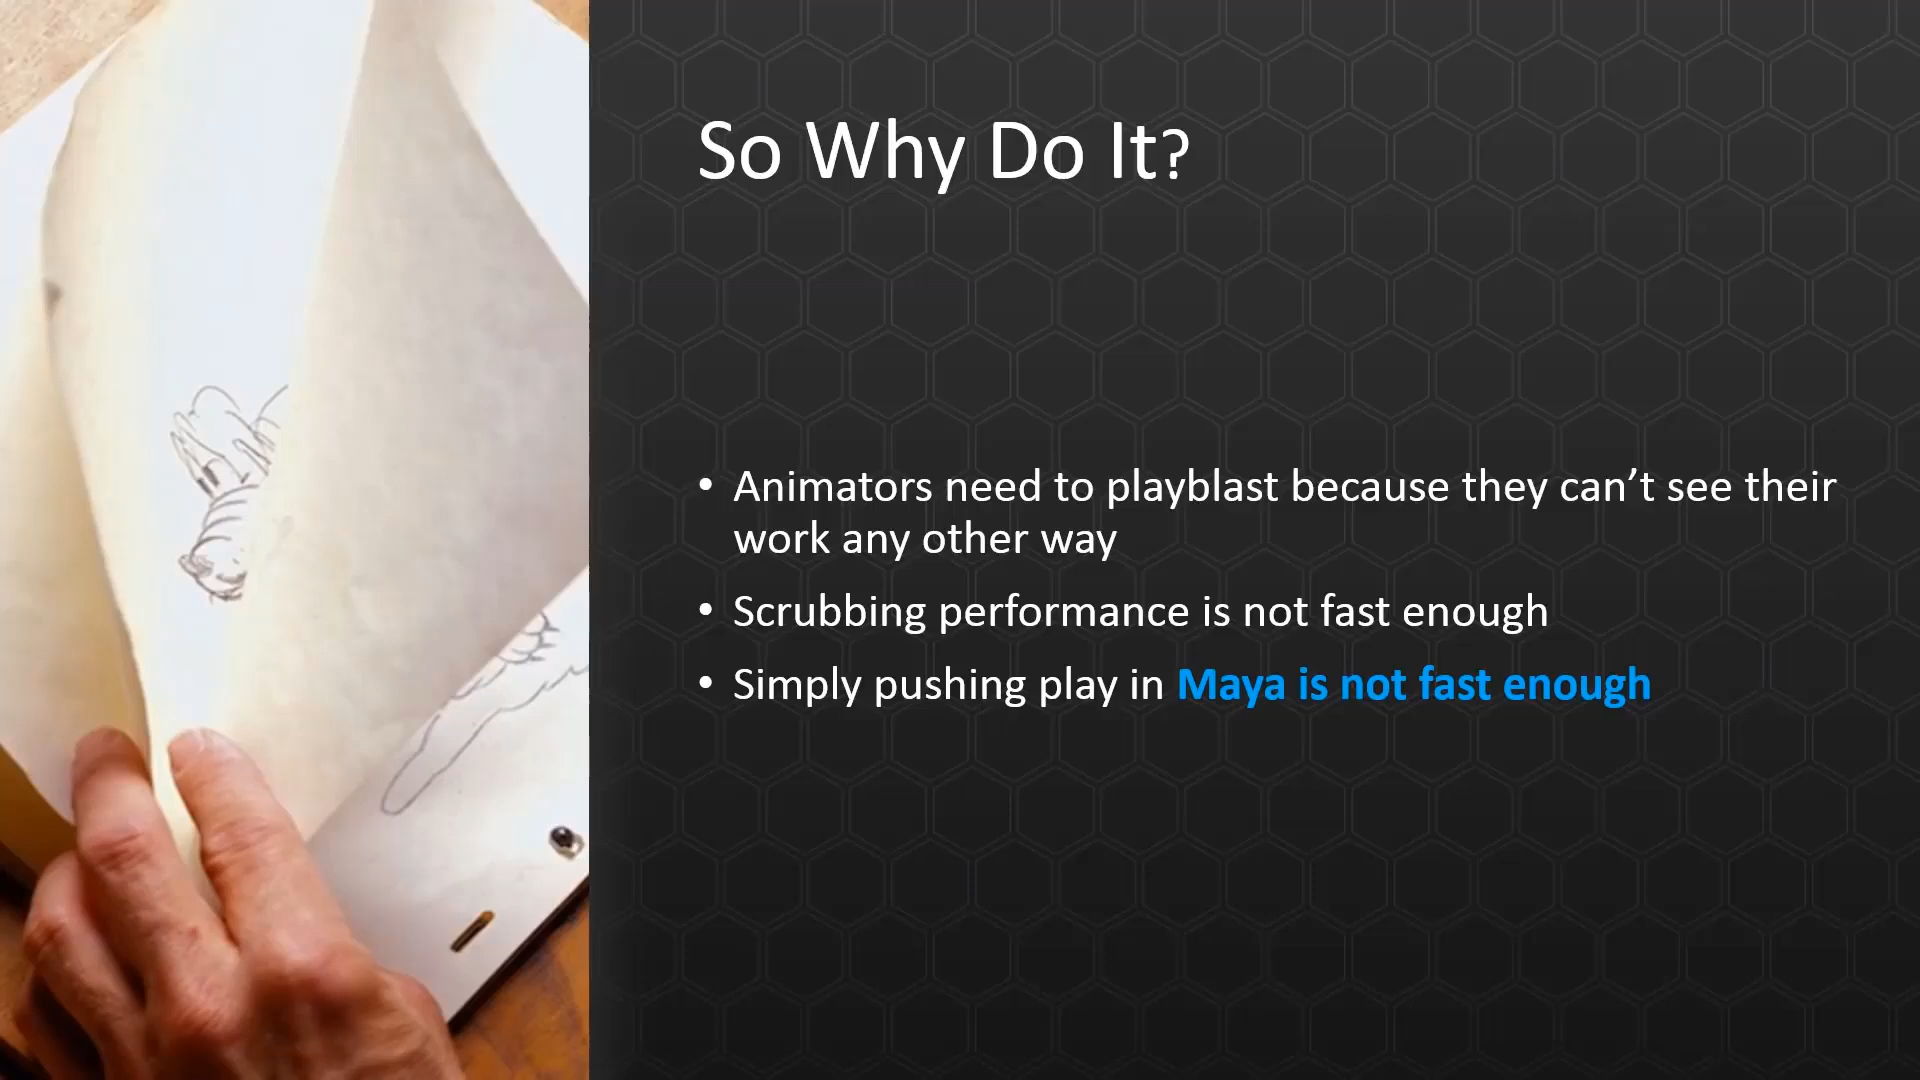 So Why Do It?
• Animators need to playblast because they can’t see their
work any other way
• Scrubbing performance is not fast enough
• Simply pushing play in Maya is not fast enough